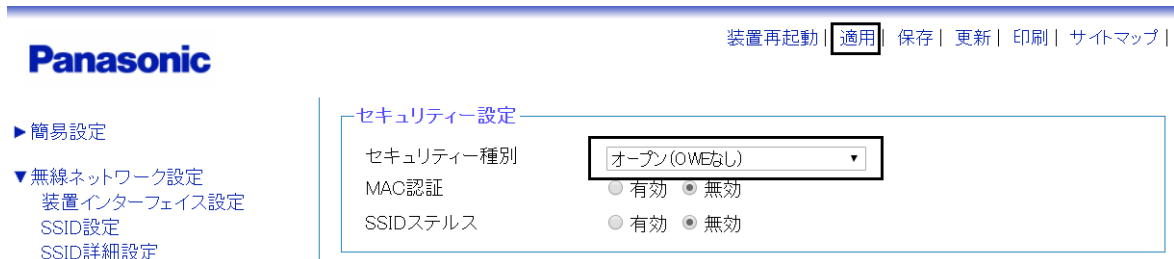 装置再起動| 適用| 保存| 更新| 印刷| サイトマップ|
Panasonic
▶簡易設定
▼無線ネットワーク設定
装置インターフェイス設定
SSID設定
SSID詳細設定
セキュリティー設定
セキュリティー種別 オープン(OWEなし) ▼
MAC認証 有効 無効
SSIDステルス 有効 無効